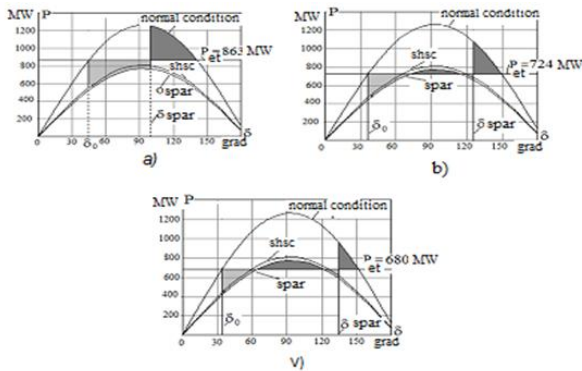 MW P
normal condition
1200
1000
P = 863 MW
et
800
shsc
600
spar
400
δ spar
200
0 30 60 90 120 150 δ
δ₀ grad
a)
MW P
normal condition
1200
1000
P = 724 MW
et
800
shsc
600
spar
400
δ spar
200
0 30 60 90 120 150 δ
δ₀ grad
b)
MW P
normal condition
1200
1000
shsc
P = 680 MW
et
800
600
spar
400
δ₀ δ spar
200
0 30 60 90 120 150 δ
grad
v)